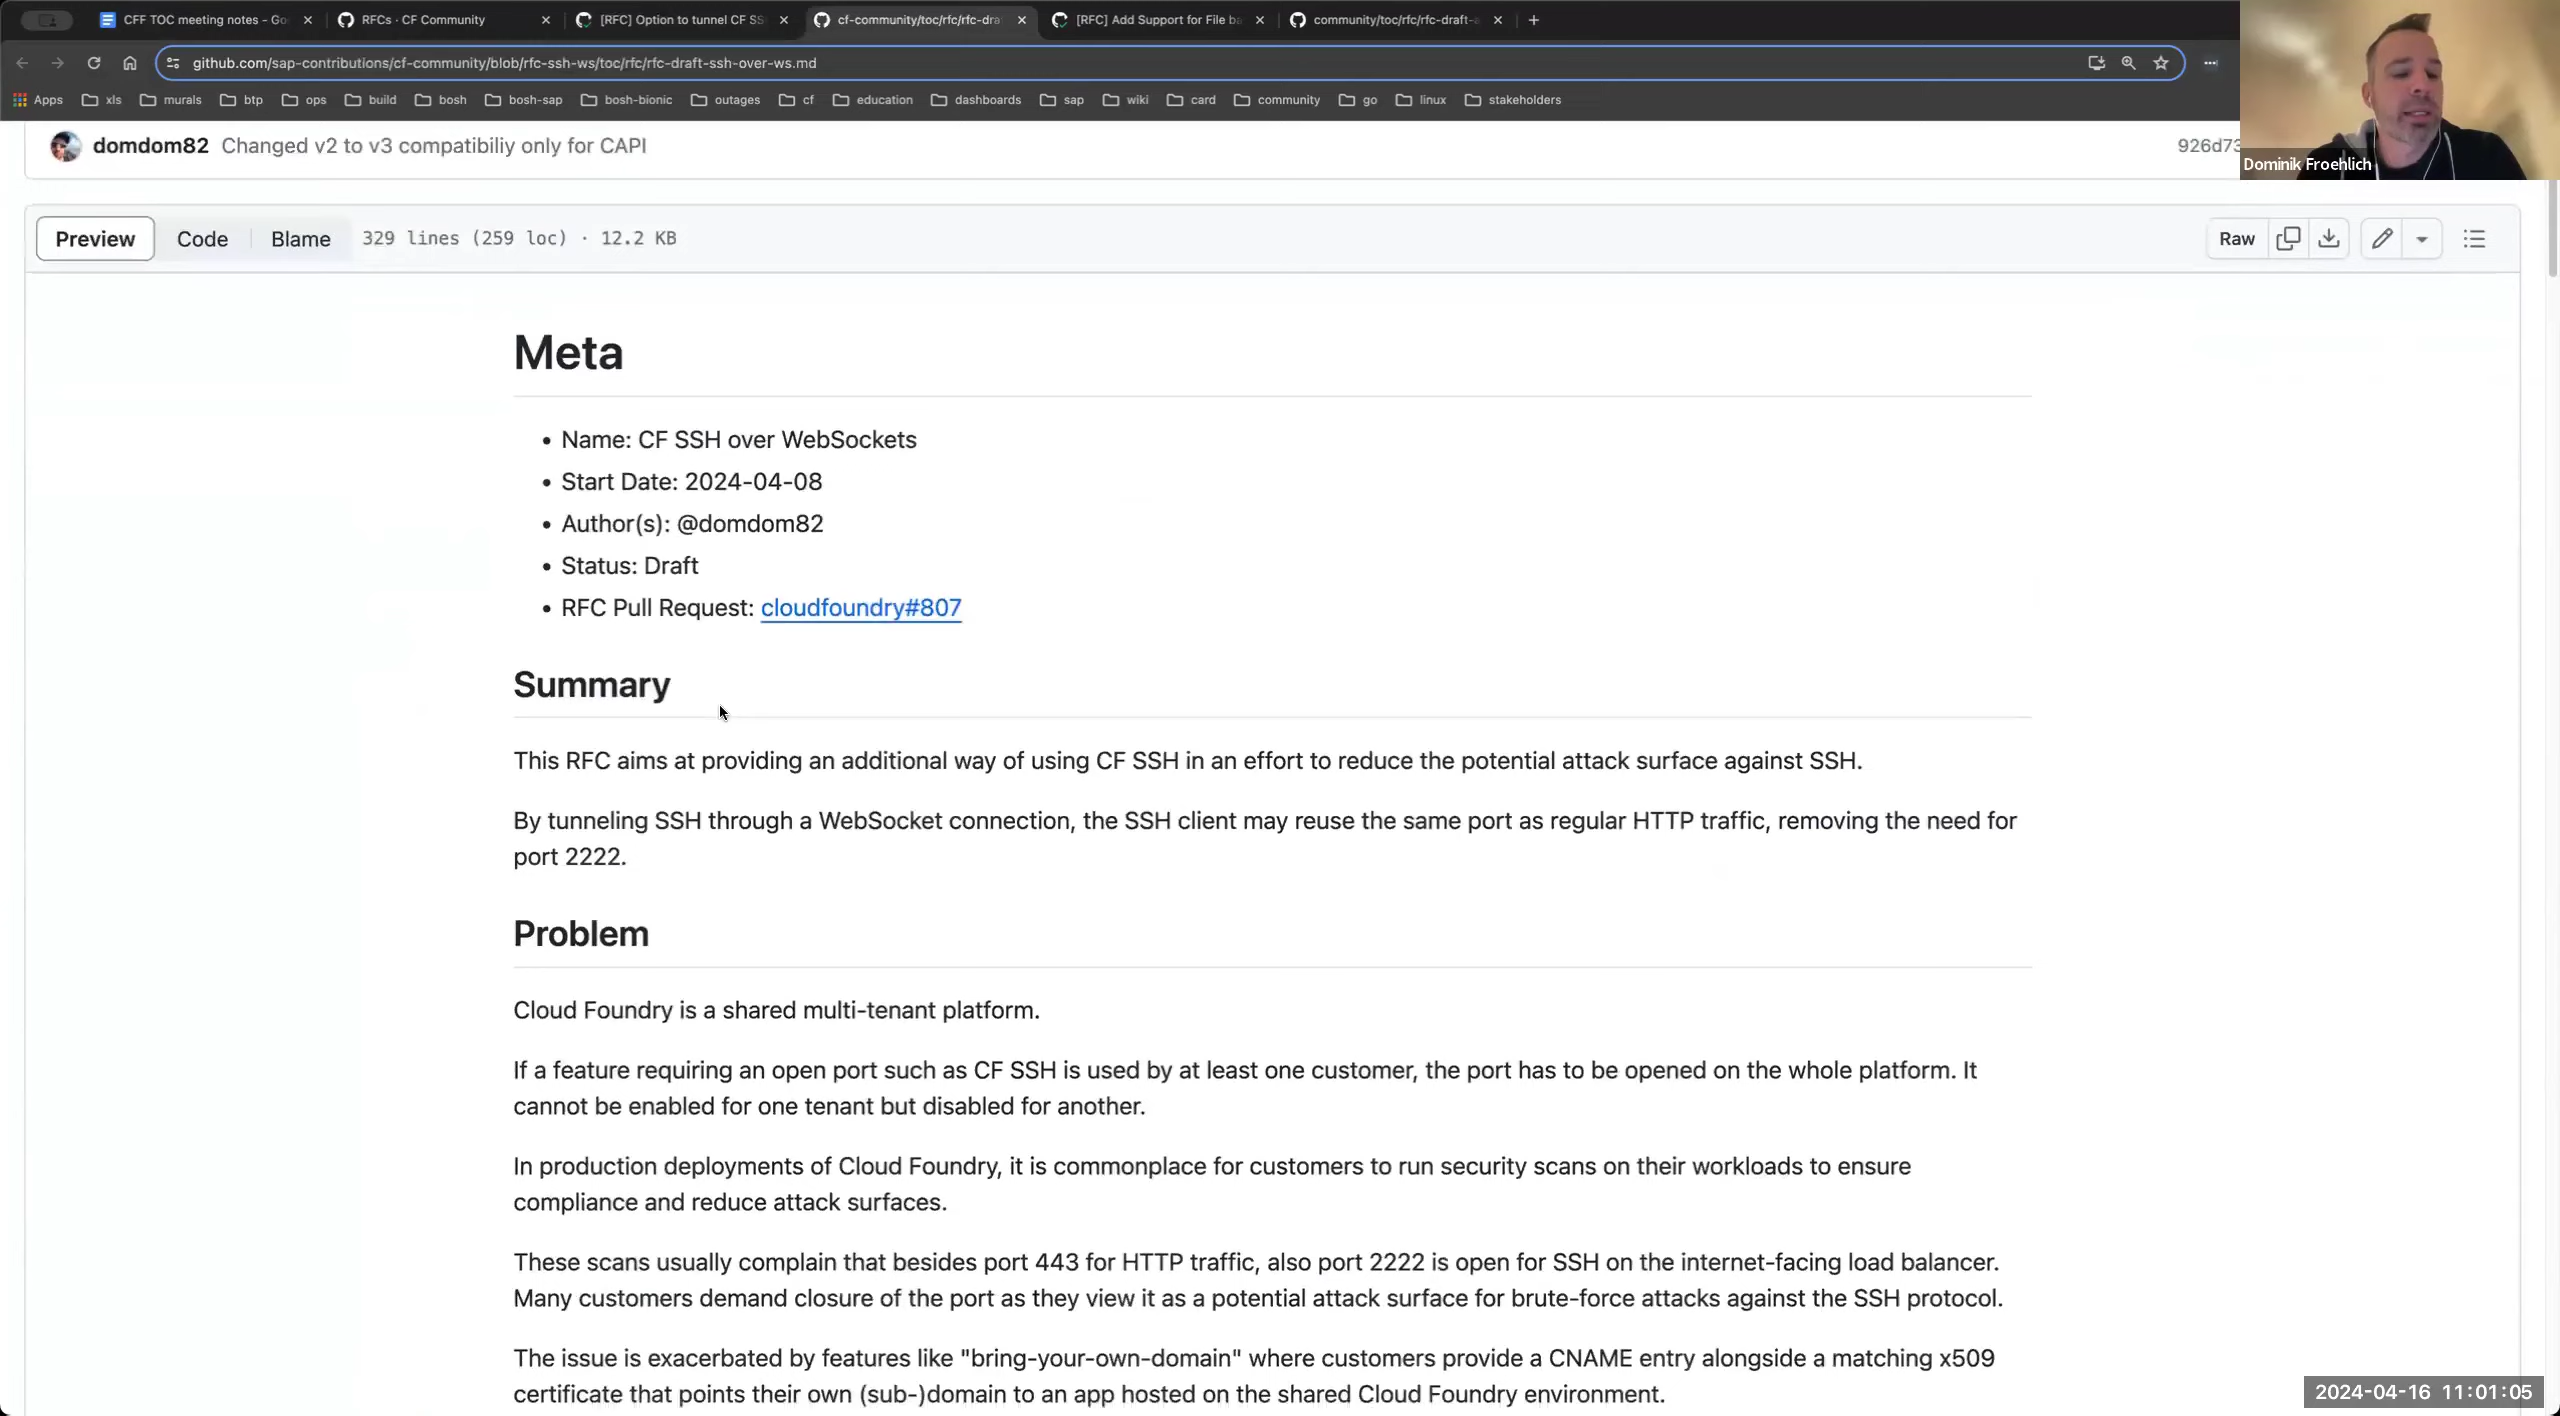 CFF TOC meeting notes - Go
RFCs · CF Community
[RFC] Option to tunnel CF SS
cf-community/toc/rfc/rfc-dra
[RFC] Add Support for File ba
community/toc/rfc/rfc-draft-a
github.com/sap-contributions/cf-community/blob/rfc-ssh-ws/toc/rfc/rfc-draft-ssh-over-ws.md
Apps xls murals btp ops build bosh bosh-sap bosh-bionic outages cf education dashboards sap wiki card community go linux stakeholders
Dominik Froehlich
domdom82 Changed v2 to v3 compatibiliy only for CAPI 926d73
Preview Code Blame 329 lines (259 loc) · 12.2 KB Raw
Meta
• Name: CF SSH over WebSockets
• Start Date: 2024-04-08
• Author(s): @domdom82
• Status: Draft
• RFC Pull Request: cloudfoundry#807
Summary
This RFC aims at providing an additional way of using CF SSH in an effort to reduce the potential attack surface against SSH.
By tunneling SSH through a WebSocket connection, the SSH client may reuse the same port as regular HTTP traffic, removing the need for
port 2222.
Problem
Cloud Foundry is a shared multi-tenant platform.
If a feature requiring an open port such as CF SSH is used by at least one customer, the port has to be opened on the whole platform. It
cannot be enabled for one tenant but disabled for another.
In production deployments of Cloud Foundry, it is commonplace for customers to run security scans on their workloads to ensure
compliance and reduce attack surfaces.
These scans usually complain that besides port 443 for HTTP traffic, also port 2222 is open for SSH on the internet-facing load balancer.
Many customers demand closure of the port as they view it as a potential attack surface for brute-force attacks against the SSH protocol.
The issue is exacerbated by features like "bring-your-own-domain" where customers provide a CNAME entry alongside a matching x509
certificate that points their own (sub-)domain to an app hosted on the shared Cloud Foundry environment.
2024-04-16 11:01:05